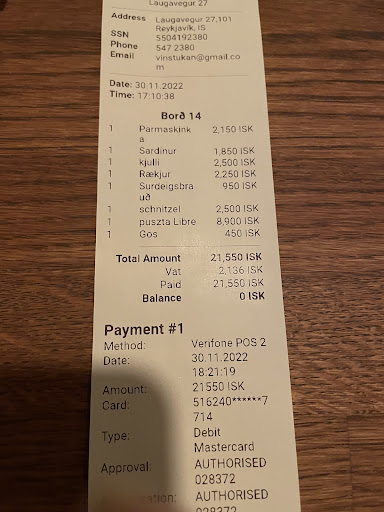 Laugavegur 27
Address Laugavegur 27,101
Reykjavík, IS
SSN 5504192380
Phone 547 2380
Email vinstukan@gmail.co
m
Date: 30.11.2022
Time: 17:10:38
Borð 14
1 Parmaskink 2,150 ISK
a
1 Sardinur 1,850 ISK
1 kjulli 2,500 ISK
1 Rækjur 2,250 ISK
1 Surdeigsbra 950 ISK
uð
1 schnitzel 2,500 ISK
1 puszta Libre 8,900 ISK
1 Gos 450 ISK
Total Amount 21,550 ISK
Vat 2,136 ISK
Paid 21,550 ISK
Balance 0 ISK
Payment #1
Method: Verifone POS 2
Date: 30.11.2022
18:21:19
Amount: 21550 ISK
Card: 516240******7
714
Type: Debit
Mastercard
Approval: AUTHORISED
028372
ation: AUTHORISED
028372